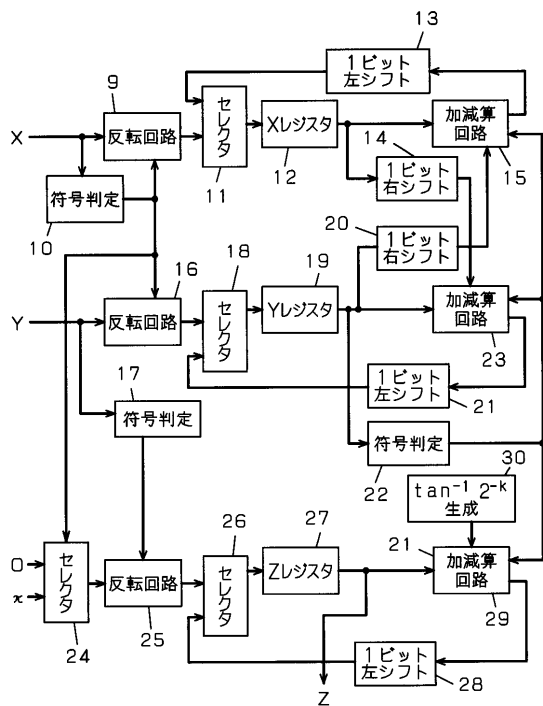 13
1ビット
左シフト
9
セレクタ
X
反転回路
Xレジスタ
加減算
回路
11
12
14
15
1ビット
右シフト
符号判定
10
20
1ビット
右シフト
16
18
19
Y
反転回路
セレクタ
Yレジスタ
加減算
回路
23
17
1ビット
左シフト
21
符号判定
符号判定
22
30
tan⁻¹ 2⁻ᵏ
生成
26
27
21
0
π
セレクタ
反転回路
セレクタ
Zレジスタ
加減算
回路
24
25
29
1ビット
左シフト
28
Z